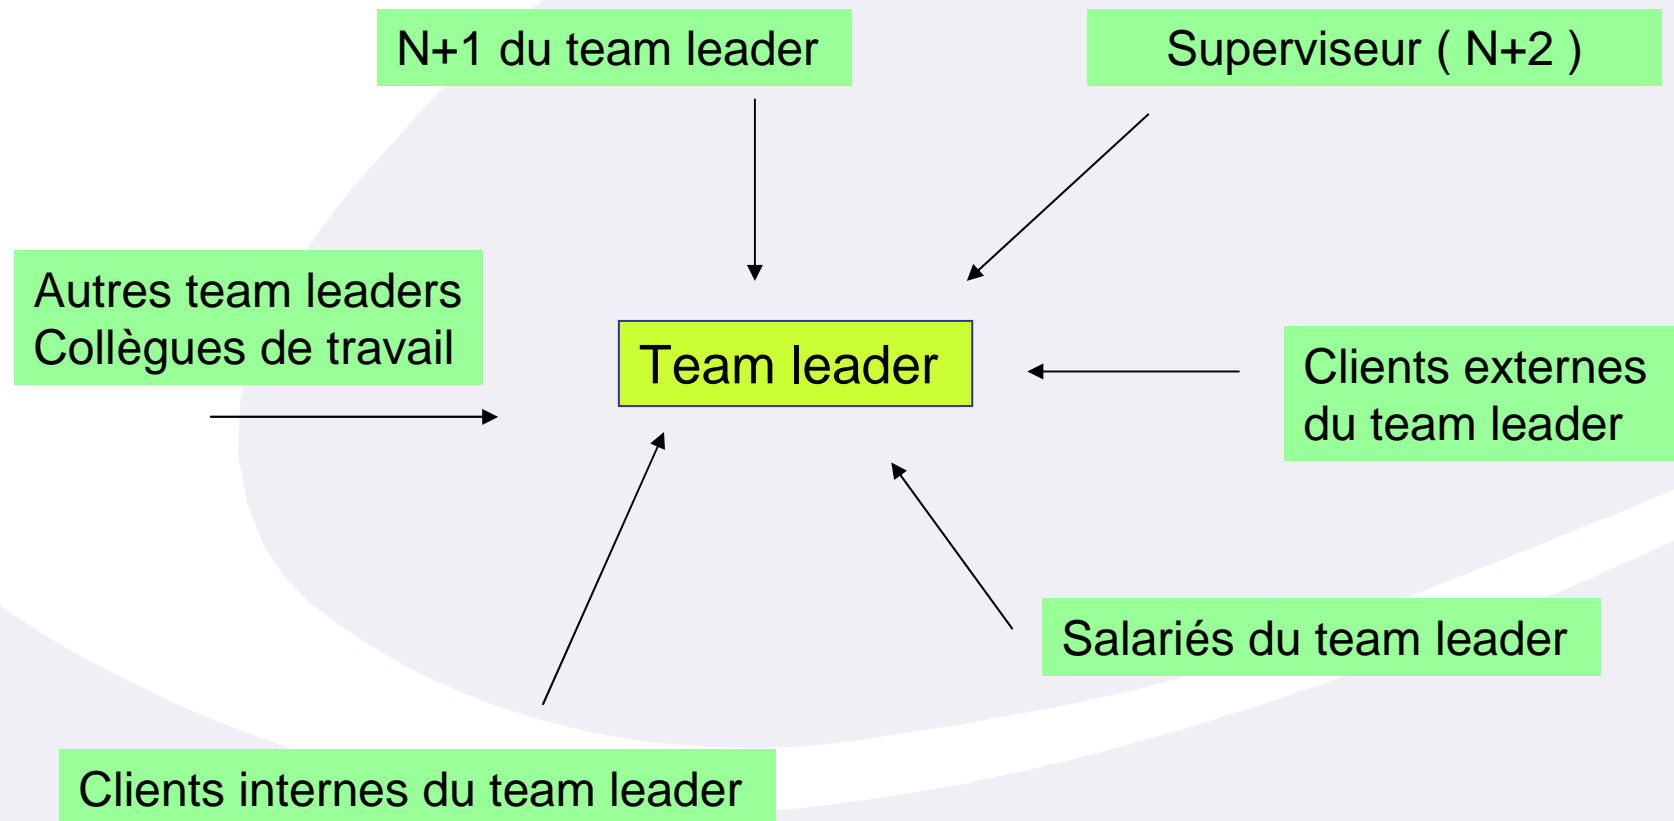 N+1 du team leader
Superviseur ( N+2 )
Autres team leaders
Collègues de travail
Team leader
Clients externes
du team leader
Salariés du team leader
Clients internes du team leader